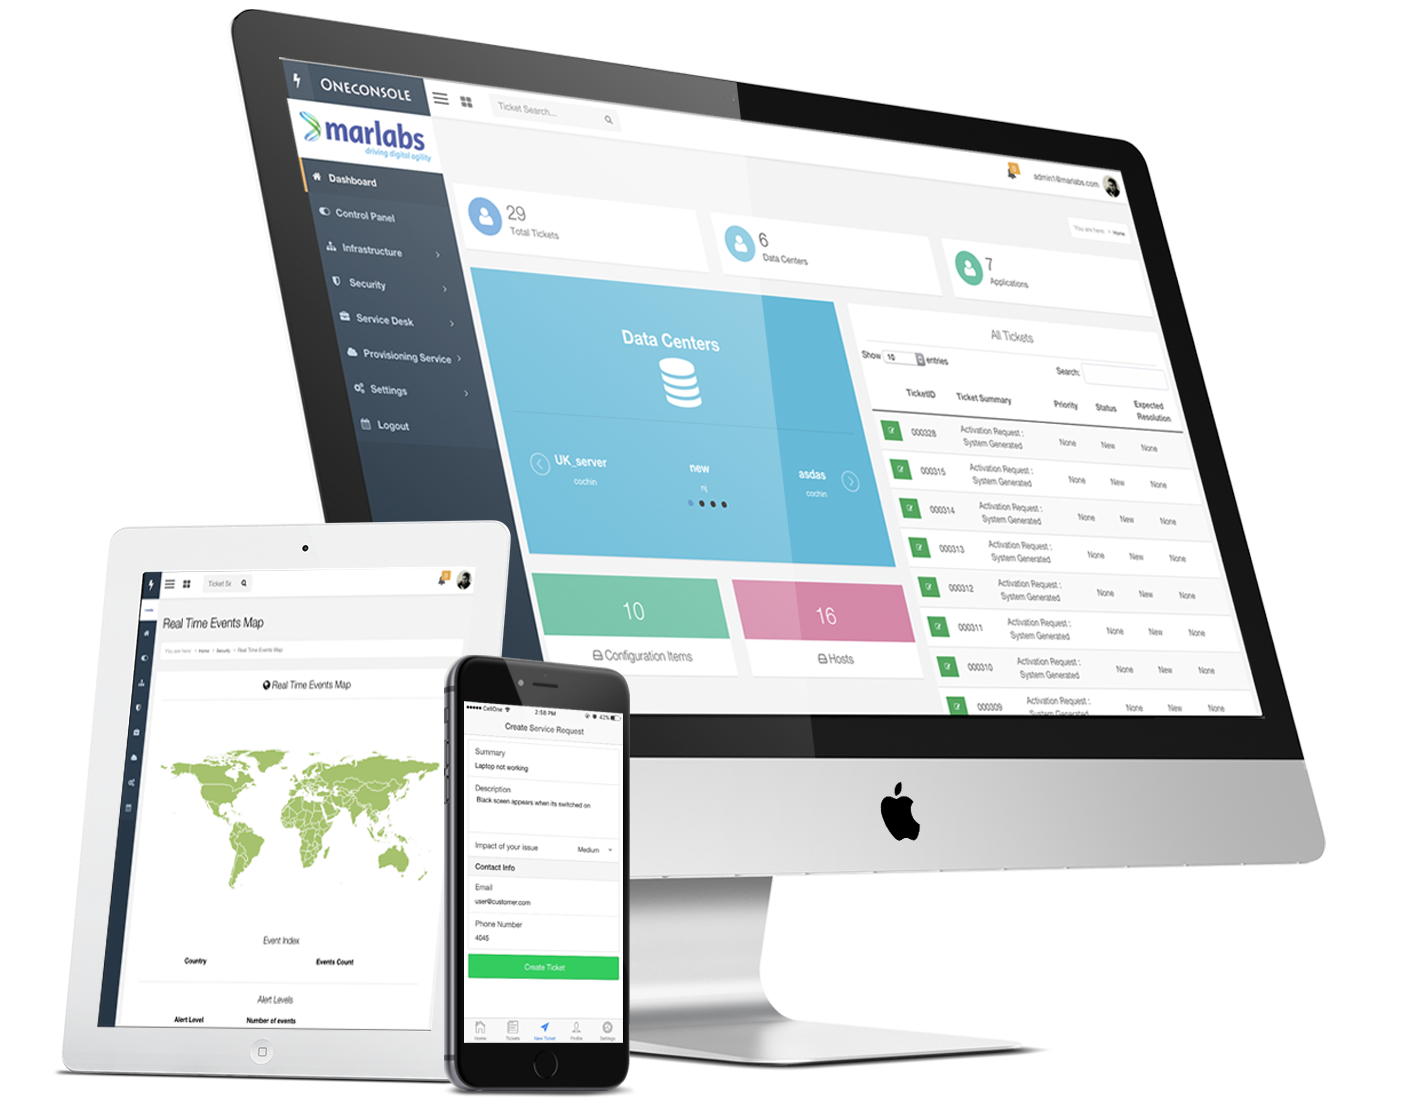 ONECONSOLE
Ticket Search...
marlabs
driving digital agility
admin1@marlabs.com
You are here: > Home
Dashboard
Control Panel
Infrastructure
Security
Service Desk
Provisioning Service
Settings
Logout
29
Total Tickets
6
Data Centers
7
Applications
Data Centers
UK_server
cochin
new
nj
asdas
cochin
10
Configuration Items
16
Hosts
All Tickets
Show 10 entries
Search:
TicketID Ticket Summary Priority Status Expected
Resolution
000328 Activation Request : None New None
System Generated
000315 Activation Request : None New None
System Generated
000314 Activation Request : None New None
System Generated
000313 Activation Request : None New None
System Generated
000312 Activation Request : None New None
System Generated
000311 Activation Request : None New None
System Generated
000310 Activation Request : None New None
System Generated
000309 Activation Request : None New None
System Generated
Ticket Se
Real Time Events Map
You are here: > Home > Security > Real Time Events Map
Real Time Events Map
Event Index
Country Events Count
Alert Levels
Alert Level Number of events
CellOne 2:58 PM 42%
Create Service Request
Summary
Laptop not working
Description
Black sceen appears when its switched on
Impact of your issue Medium
Contact Info
Email
user@customer.com
Phone Number
4045
Create Ticket
Home Tickets New Ticket Profile Settings